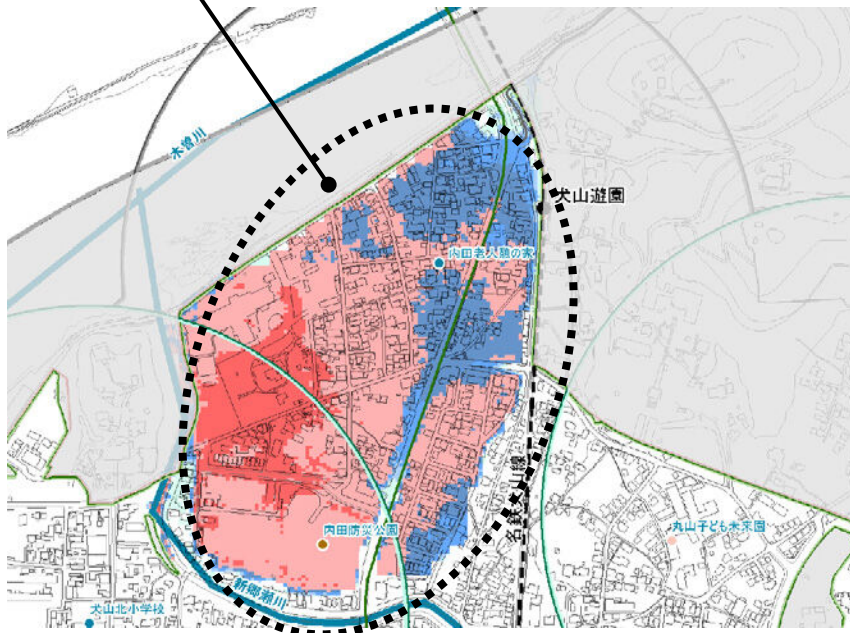 木曽川
犬山遊園
内田老人憩の家
名鉄犬山線
内田防災公園
丸山子ども未来園
新郷瀬川
犬山北小学校